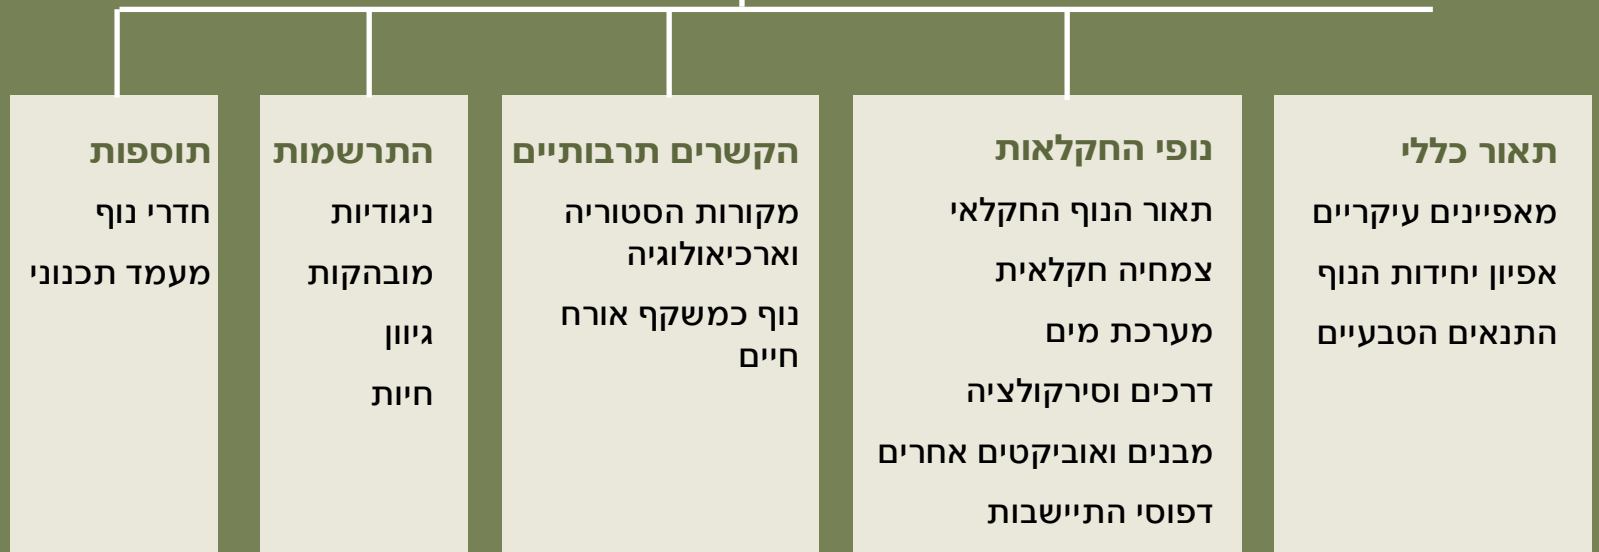 תאור כללי
מאפיינים עיקריים
אפיון יחידות הנוף
התנאים הטבעיים
נופי החקלאות
תאור הנוף החקלאי
צמחיה חקלאית
מערכת מים
דרכים וסירקולציה
מבנים ואוביקטים אחרים
דפוסי התיישבות
הקשרים תרבותיים
מקורות הסטוריה
וארכיאולוגיה
נוף כמשקף אורח
חיים
התרשמות
ניגודיות
מובהקות
גיוון
חיות
תוספות
חדרי נוף
מעמד תכנוני